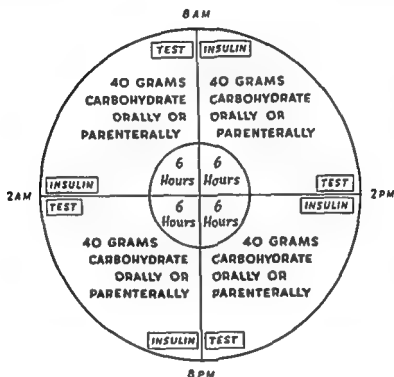 8 AM
TEST INSULIN
40 GRAMS
CARBOHYDRATE
ORALLY OR
PARENTERALLY
40 GRAMS
CARBOHYDRATE
ORALLY OR
PARENTERALLY
6
Hours
6
Hours
2 AM
INSULIN
TEST
TEST
INSULIN
2 PM
6
Hours
6
Hours
40 GRAMS
CARBOHYDRATE
ORALLY OR
PARENTERALLY
40 GRAMS
CARBOHYDRATE
ORALLY OR
PARENTERALLY
INSULIN TEST
8 PM